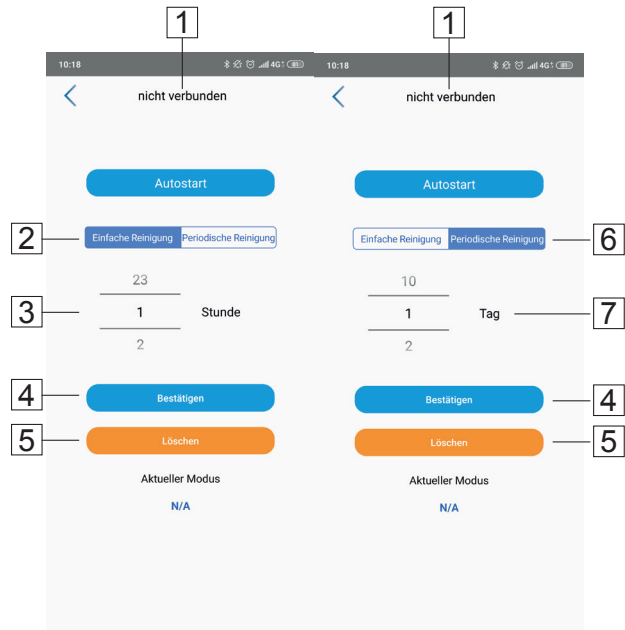 1
1
10:18
4G
nicht verbunden
Autostart
2
Einfache Reinigung Periodische Reinigung
23
3
1 Stunde
2
4
Bestätigen
5
Löschen
Aktueller Modus
N/A
10:18
4G
nicht verbunden
Autostart
Einfache Reinigung Periodische Reinigung
6
10
1 Tag
7
2
Bestätigen
4
Löschen
5
Aktueller Modus
N/A